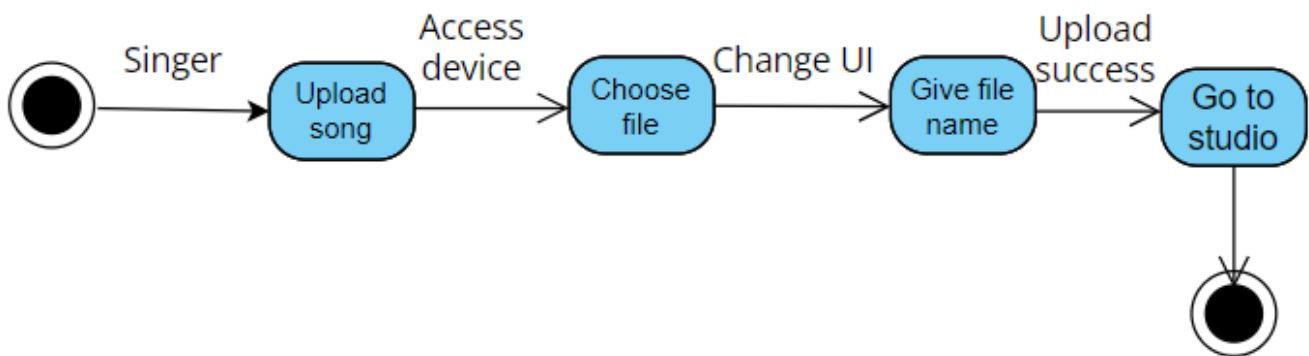 Singer
Upload
song
Access
device
Choose
file
Change UI
Give file
name
Upload
success
Go to
studio